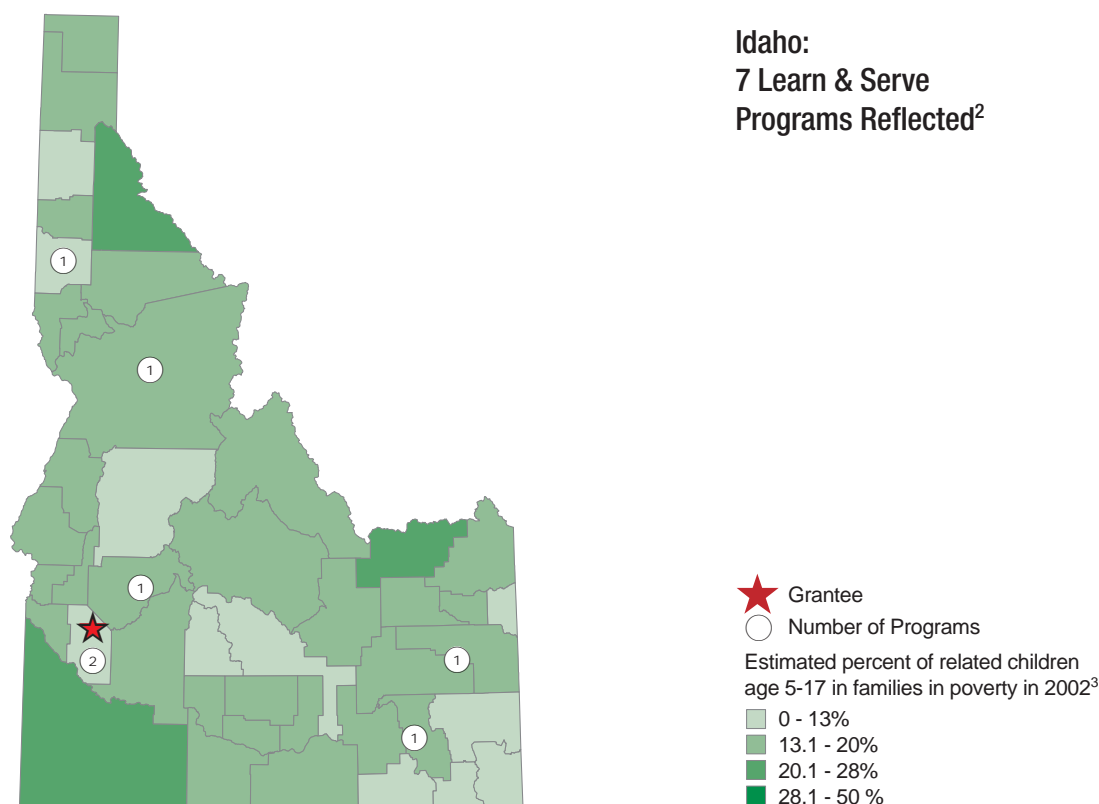 Idaho:
7 Learn & Serve
Programs Reflected2
1
1
1
2
1
1
Grantee
Number of Programs
Estimated percent of related children
age 5-17 in families in poverty in 20023
0 - 13%
13.1 - 20%
20.1 - 28%
28.1 - 50 %